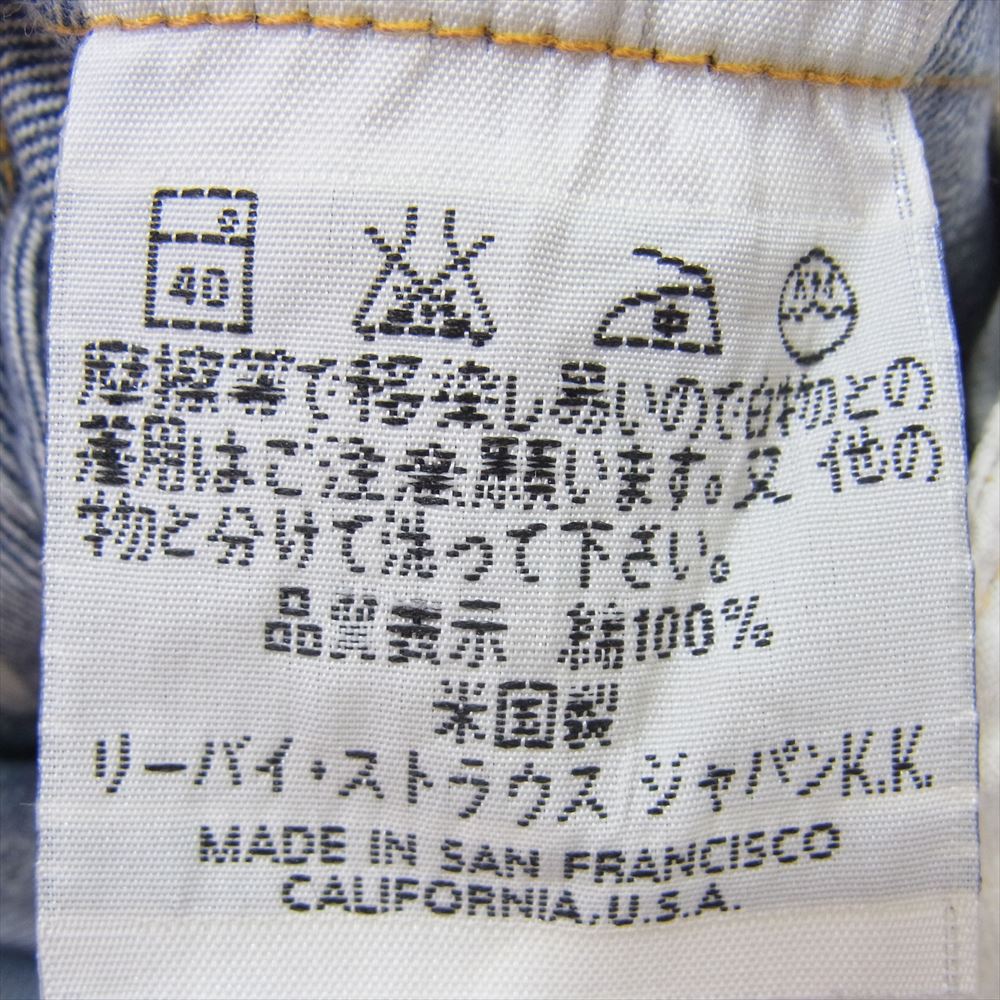 40
摩擦等で移染し易いので白物との
着用はご注意願います。又 他の
物と分けて洗って下さい。
品質表示 綿100%
米国製
リーバイ・ストラウス ジャパンK.K.
MADE IN SAN FRANCISCO
CALIFORNIA, U.S.A.